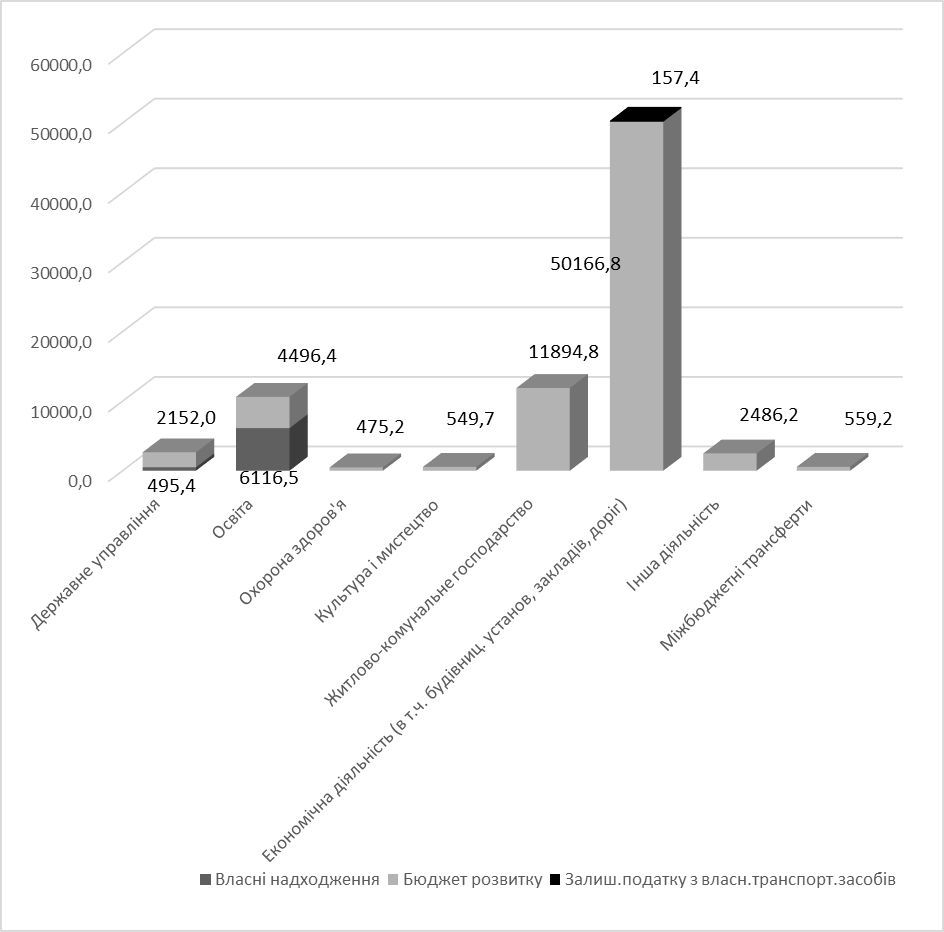 60000,0
50000,0
40000,0
30000,0
20000,0
10000,0
0,0
157,4
50166,8
11894,8
4496,4
2152,0
475,2
549,7
2486,2
559,2
495,4
6116,5
Державне управління
Освіта
Охорона здоров'я
Культура і мистецтво
Житлово-комунальне господарство
Економічна діяльність (в т.ч. будівниц. установ, закладів, доріг)
Інша діяльність
Міжбюджетні трансферти
Власні надходження Бюджет розвитку Залиш.податку з власн.транспорт.засобів